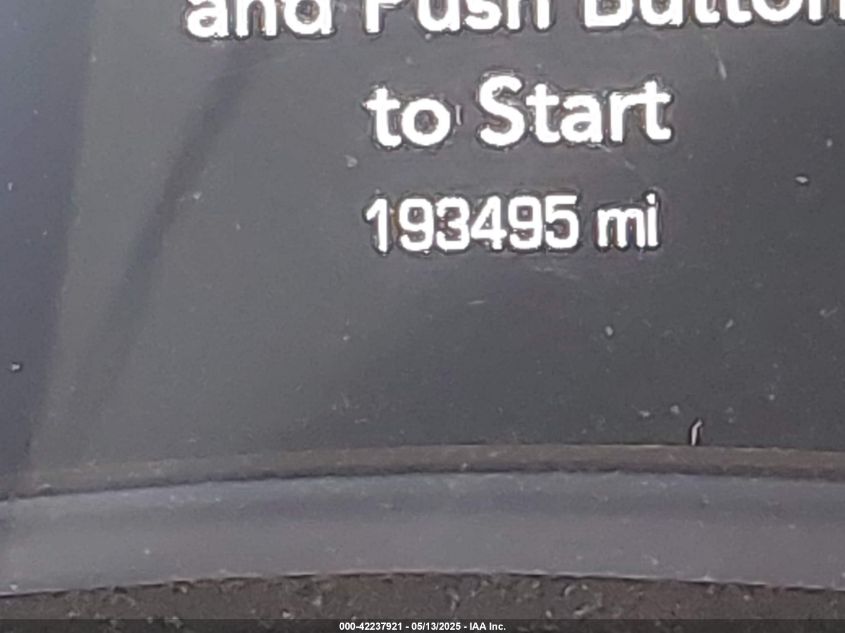 and Push Button
to Start
193495 mi
000-42237921 - 05/13/2025 - IAA Inc.